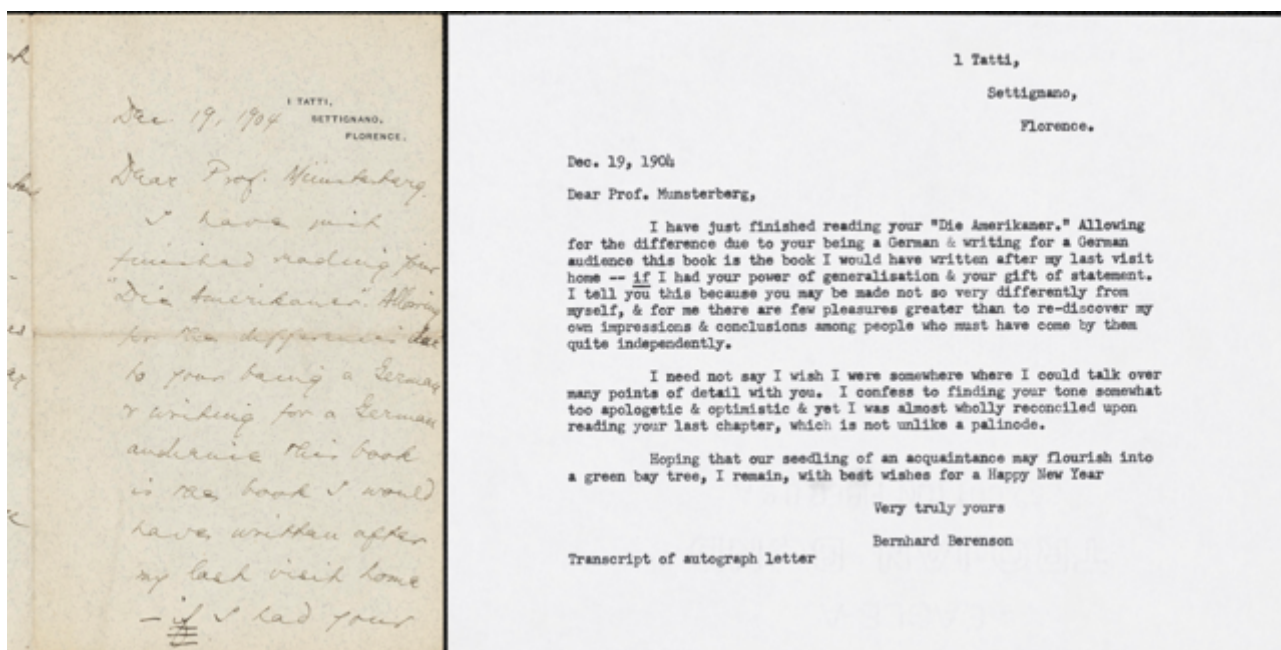 Dec 19, 1904
I TATTI,
SETTIGNANO,
FLORENCE.
Dear Prof. Münsterberg.
I have just
finished reading your
"Die Amerikaner. Allowing
for the difference due
to your being a German
& writing for a German
audience this book
is the book I would
have written after
my last visit home
— if I had your
1 Tatti,
Settignano,
Florence.
Dec. 19, 1904
Dear Prof. Munsterberg,
I have just finished reading your "Die Amerikaner." Allowing
for the difference due to your being a German & writing for a German
audience this book is the book I would have written after my last visit
home -- if I had your power of generalisation & your gift of statement.
I tell you this because you may be made not so very differently from
myself, & for me there are few pleasures greater than to re-discover my
own impressions & conclusions among people who must have come by them
quite independently.
I need not say I wish I were somewhere where I could talk over
many points of detail with you. I confess to finding your tone somewhat
too apologetic & optimistic & yet I was almost wholly reconciled upon
reading your last chapter, which is not unlike a palinode.
Hoping that our seedling of an acquaintance may flourish into
a green bay tree, I remain, with best wishes for a Happy New Year
Very truly yours
Bernhard Berenson
Transcript of autograph letter